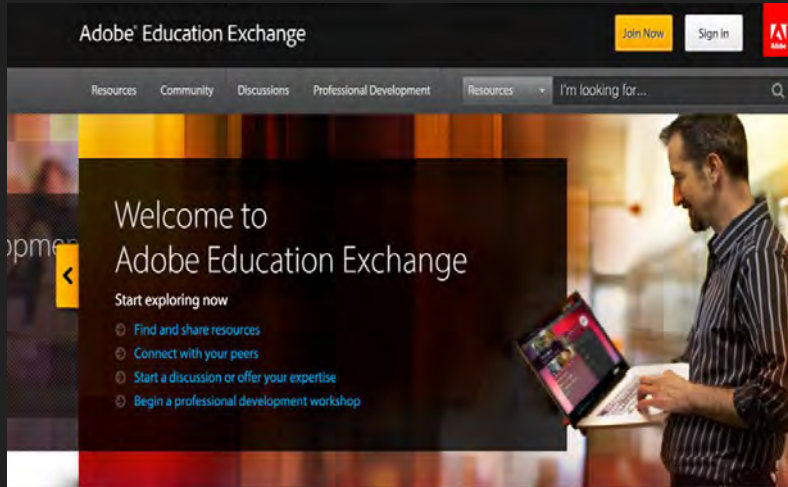 Adobe® Education Exchange
Join Now
Sign in
Adobe
Resources
Community
Discussions
Professional Development
Resources
I'm looking for...
opme
Welcome to
Adobe Education Exchange
Start exploring now
Find and share resources
Connect with your peers
Start a discussion or offer your expertise
Begin a professional development workshop